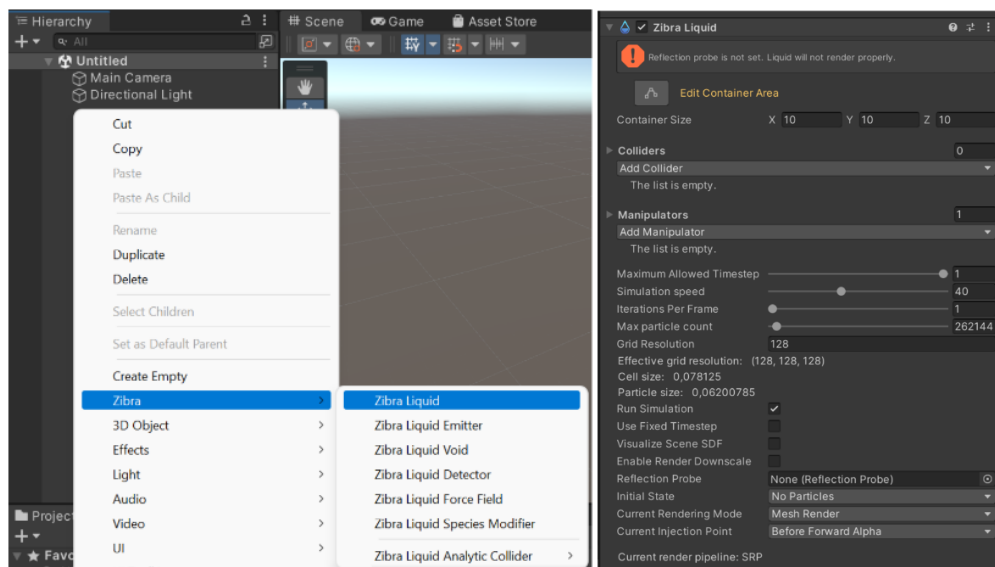 Hierarchy
All
Untitled
Main Camera
Directional Light
Scene Game Asset Store
Cut
Copy
Paste
Paste As Child
Rename
Duplicate
Delete
Select Children
Set as Default Parent
Create Empty
Zibra
3D Object
Effects
Light
Audio
Video
UI
Zibra Liquid
Zibra Liquid Emitter
Zibra Liquid Void
Zibra Liquid Detector
Zibra Liquid Force Field
Zibra Liquid Species Modifier
Zibra Liquid Analytic Collider
Projec
Favo
Zibra Liquid
Reflection probe is not set. Liquid will not render properly.
Edit Container Area
Container Size X 10 Y 10 Z 10
Colliders 0
Add Collider
The list is empty.
Manipulators 1
Add Manipulator
The list is empty.
Maximum Allowed Timestep 1
Simulation speed 40
Iterations Per Frame 1
Max particle count 262144
Grid Resolution 128
Effective grid resolution: (128, 128, 128)
Cell size: 0,078125
Particle size: 0,06200785
Run Simulation
Use Fixed Timestep
Visualize Scene SDF
Enable Render Downscale
Reflection Probe None (Reflection Probe)
Initial State No Particles
Current Rendering Mode Mesh Render
Current Injection Point Before Forward Alpha
Current render pipeline: SRP